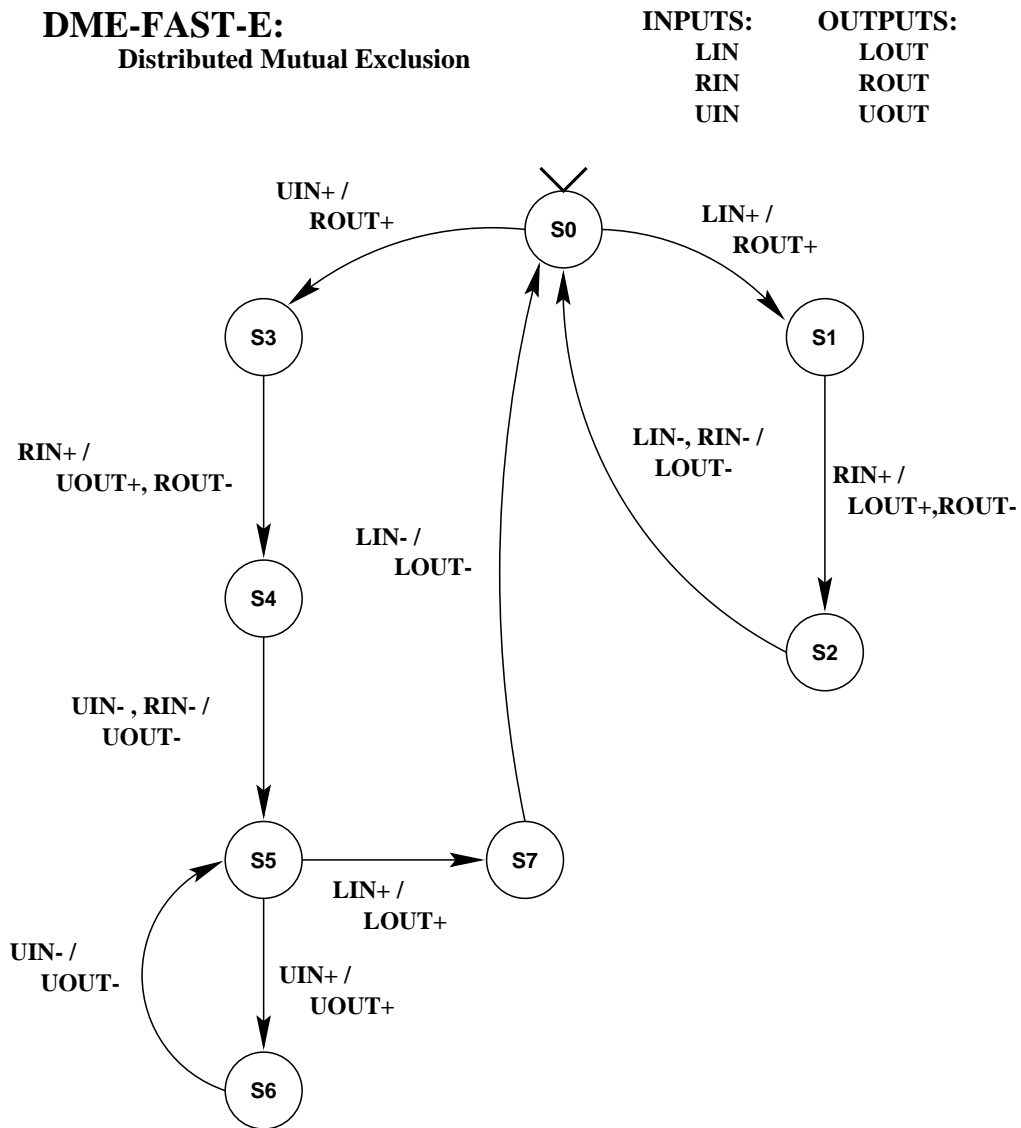 DME-FAST-E:
Distributed Mutual Exclusion
INPUTS: OUTPUTS:
LIN LOUT
RIN ROUT
UIN UOUT
UIN+ /
ROUT+
S0
LIN+ /
ROUT+
S3
S1
RIN+ /
UOUT+, ROUT-
LIN-, RIN- /
LOUT-
RIN+ /
LOUT+,ROUT-
LIN- /
LOUT-
S4
S2
UIN- , RIN- /
UOUT-
S5
S7
LIN+ /
LOUT+
UIN- /
UOUT-
UIN+ /
UOUT+
S6